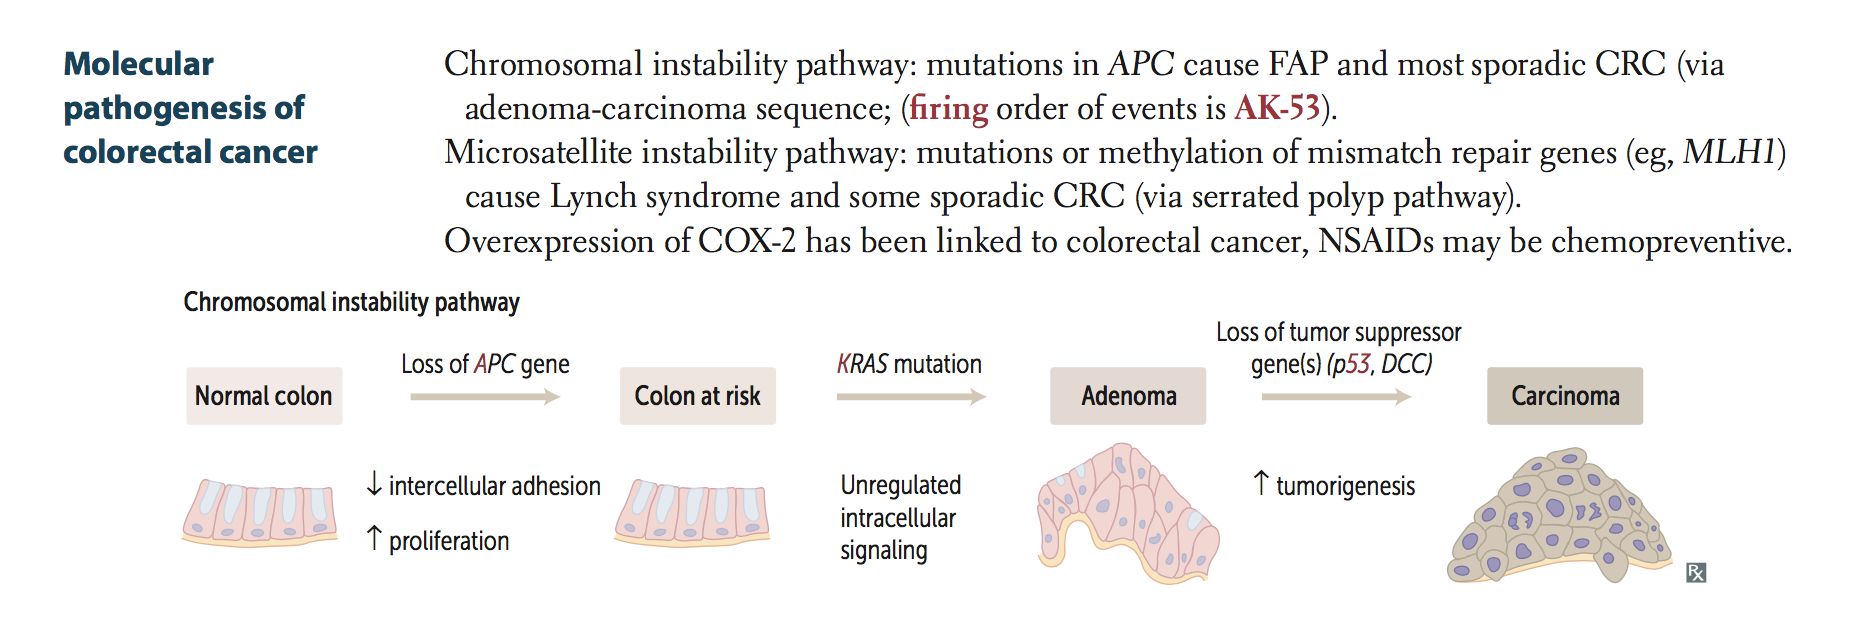 Molecular
pathogenesis of
colorectal cancer
Chromosomal instability pathway: mutations in APC cause FAP and most sporadic CRC (via
adenoma-carcinoma sequence; (firing order of events is AK-53).
Microsatellite instability pathway: mutations or methylation of mismatch repair genes (eg, MLH1)
cause Lynch syndrome and some sporadic CRC (via serrated polyp pathway).
Overexpression of COX-2 has been linked to colorectal cancer, NSAIDs may be chemopreventive.
Chromosomal instability pathway
Normal colon
Loss of APC gene
Colon at risk
KRAS mutation
Adenoma
Loss of tumor suppressor
gene(s) (p53, DCC)
Carcinoma
↓ intercellular adhesion
↑ proliferation
Unregulated
intracellular
signaling
↑ tumorigenesis
Rx